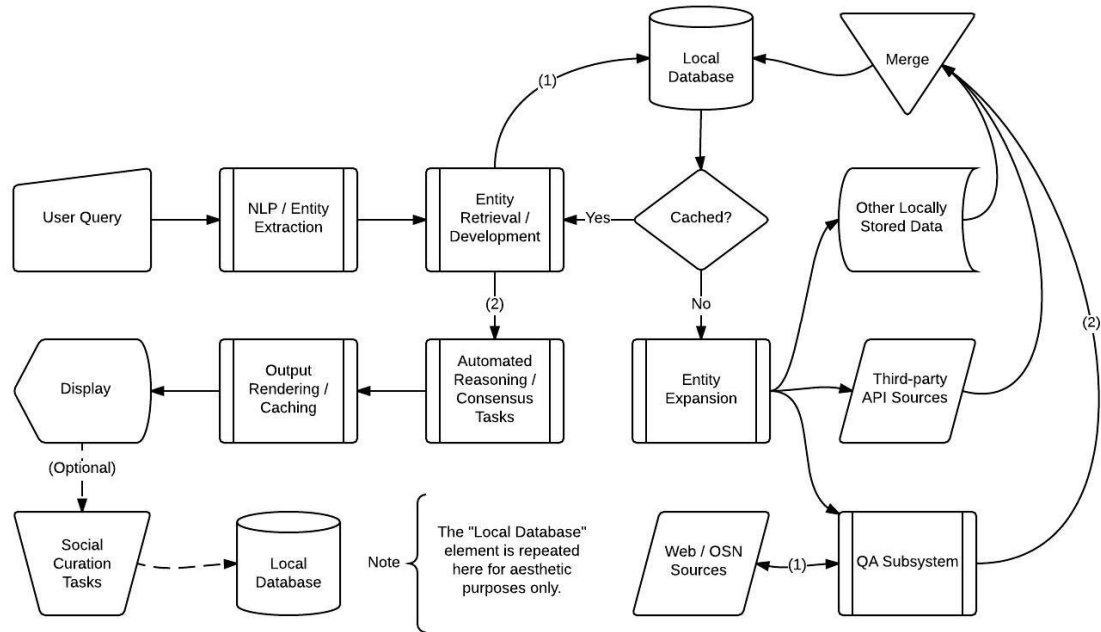 Local
Database
Merge
(1)
User Query
NLP / Entity
Extraction
Entity
Retrieval /
Development
Yes
Cached?
Other Locally
Stored Data
(2)
No
(2)
Display
Output
Rendering /
Caching
Automated
Reasoning /
Consensus
Tasks
Entity
Expansion
Third-party
API Sources
(Optional)
Social
Curation
Tasks
Local
Database
Note
The "Local Database"
element is repeated
here for aesthetic
purposes only.
Web / OSN
Sources
(1)
QA Subsystem